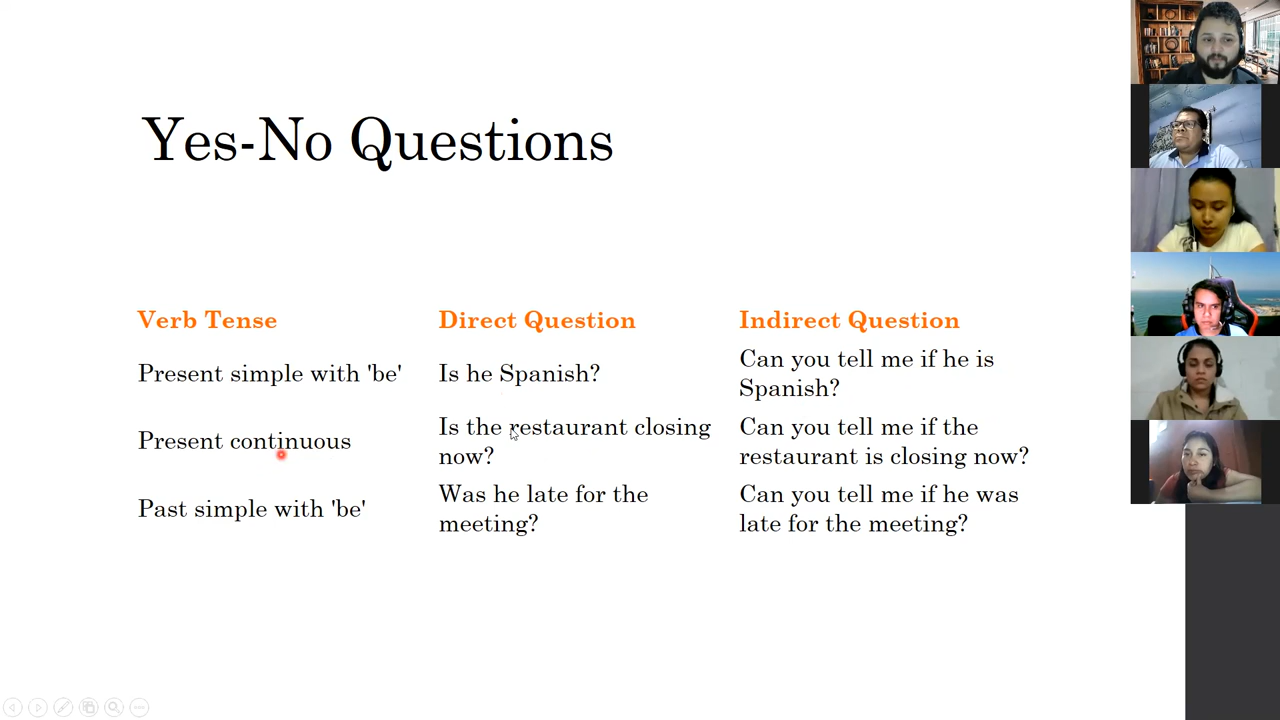 Yes-No Questions
Verb Tense
Direct Question
Indirect Question
Present simple with 'be'
Is he Spanish?
Can you tell me if he is
Spanish?
Present continuous
Is the restaurant closing
now?
Can you tell me if the
restaurant is closing now?
Past simple with 'be'
Was he late for the
meeting?
Can you tell me if he was
late for the meeting?